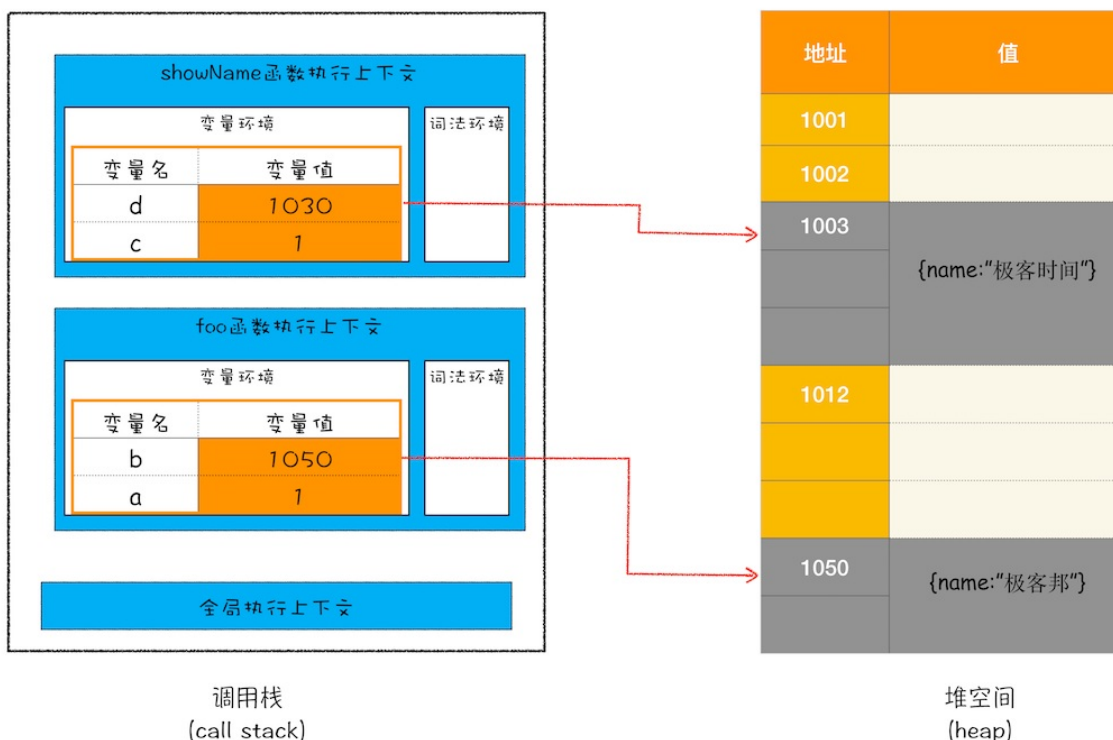 showName函数执行上下文
变量环境
词法环境
变量名 变量值
d 1030
c 1
foo函数执行上下文
变量环境
词法环境
变量名 变量值
b 1050
a 1
全局执行上下文
调用栈
(call stack)
地址 值
1001
1002
1003
{name:"极客时间"}
1012
1050
{name:"极客邦"}
堆空间
(heap)